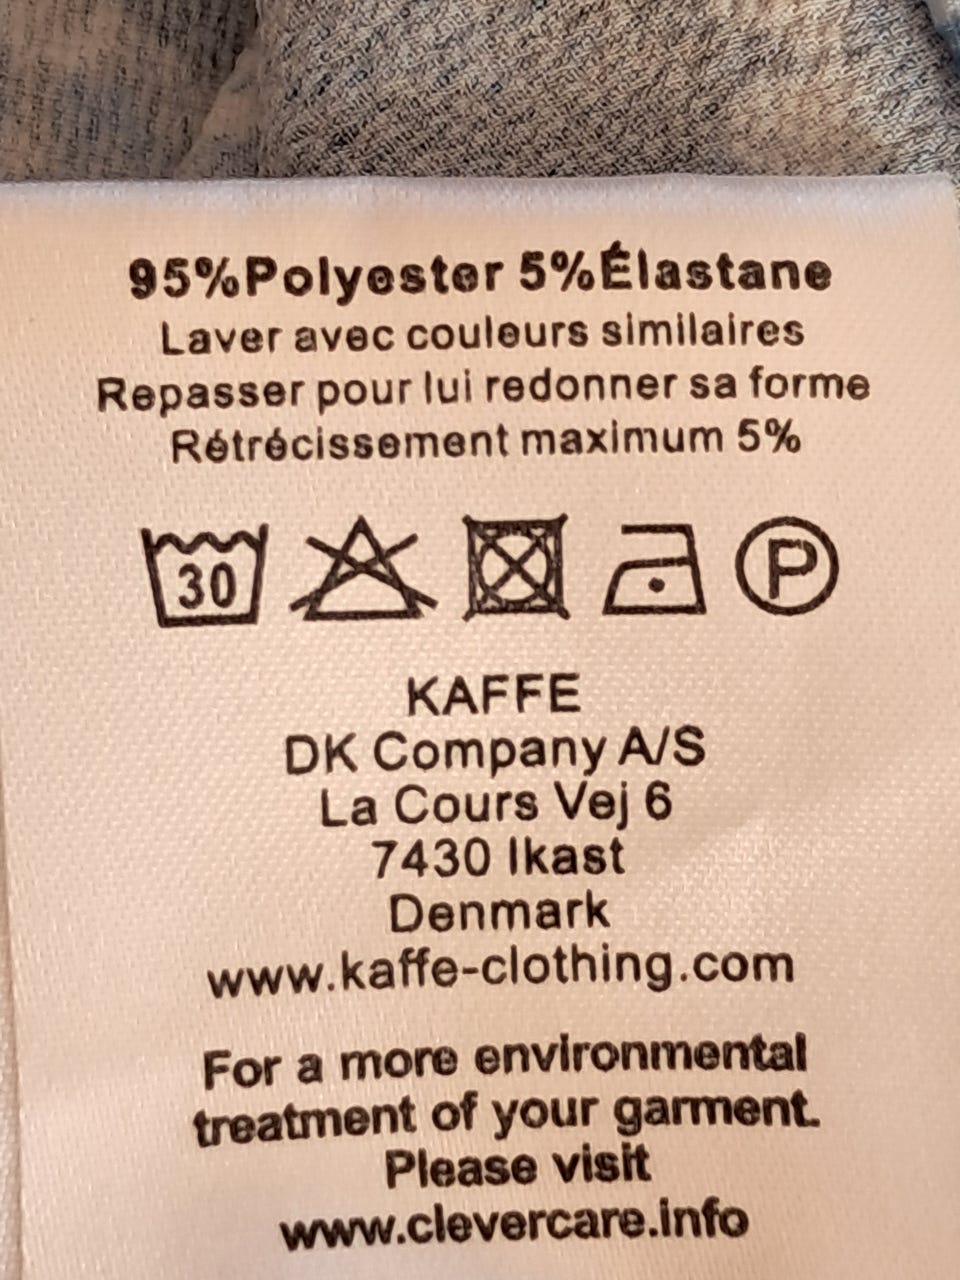 95%Polyester 5%Élastane
Laver avec couleurs similaires
Repasser pour lui redonner sa forme
Rétrécissement maximum 5%
30
P
KAFFE
DK Company A/S
La Cours Vej 6
7430 Ikast
Denmark
www.kaffe-clothing.com
For a more environmental
treatment of your garment.
Please visit
www.clevercare.info